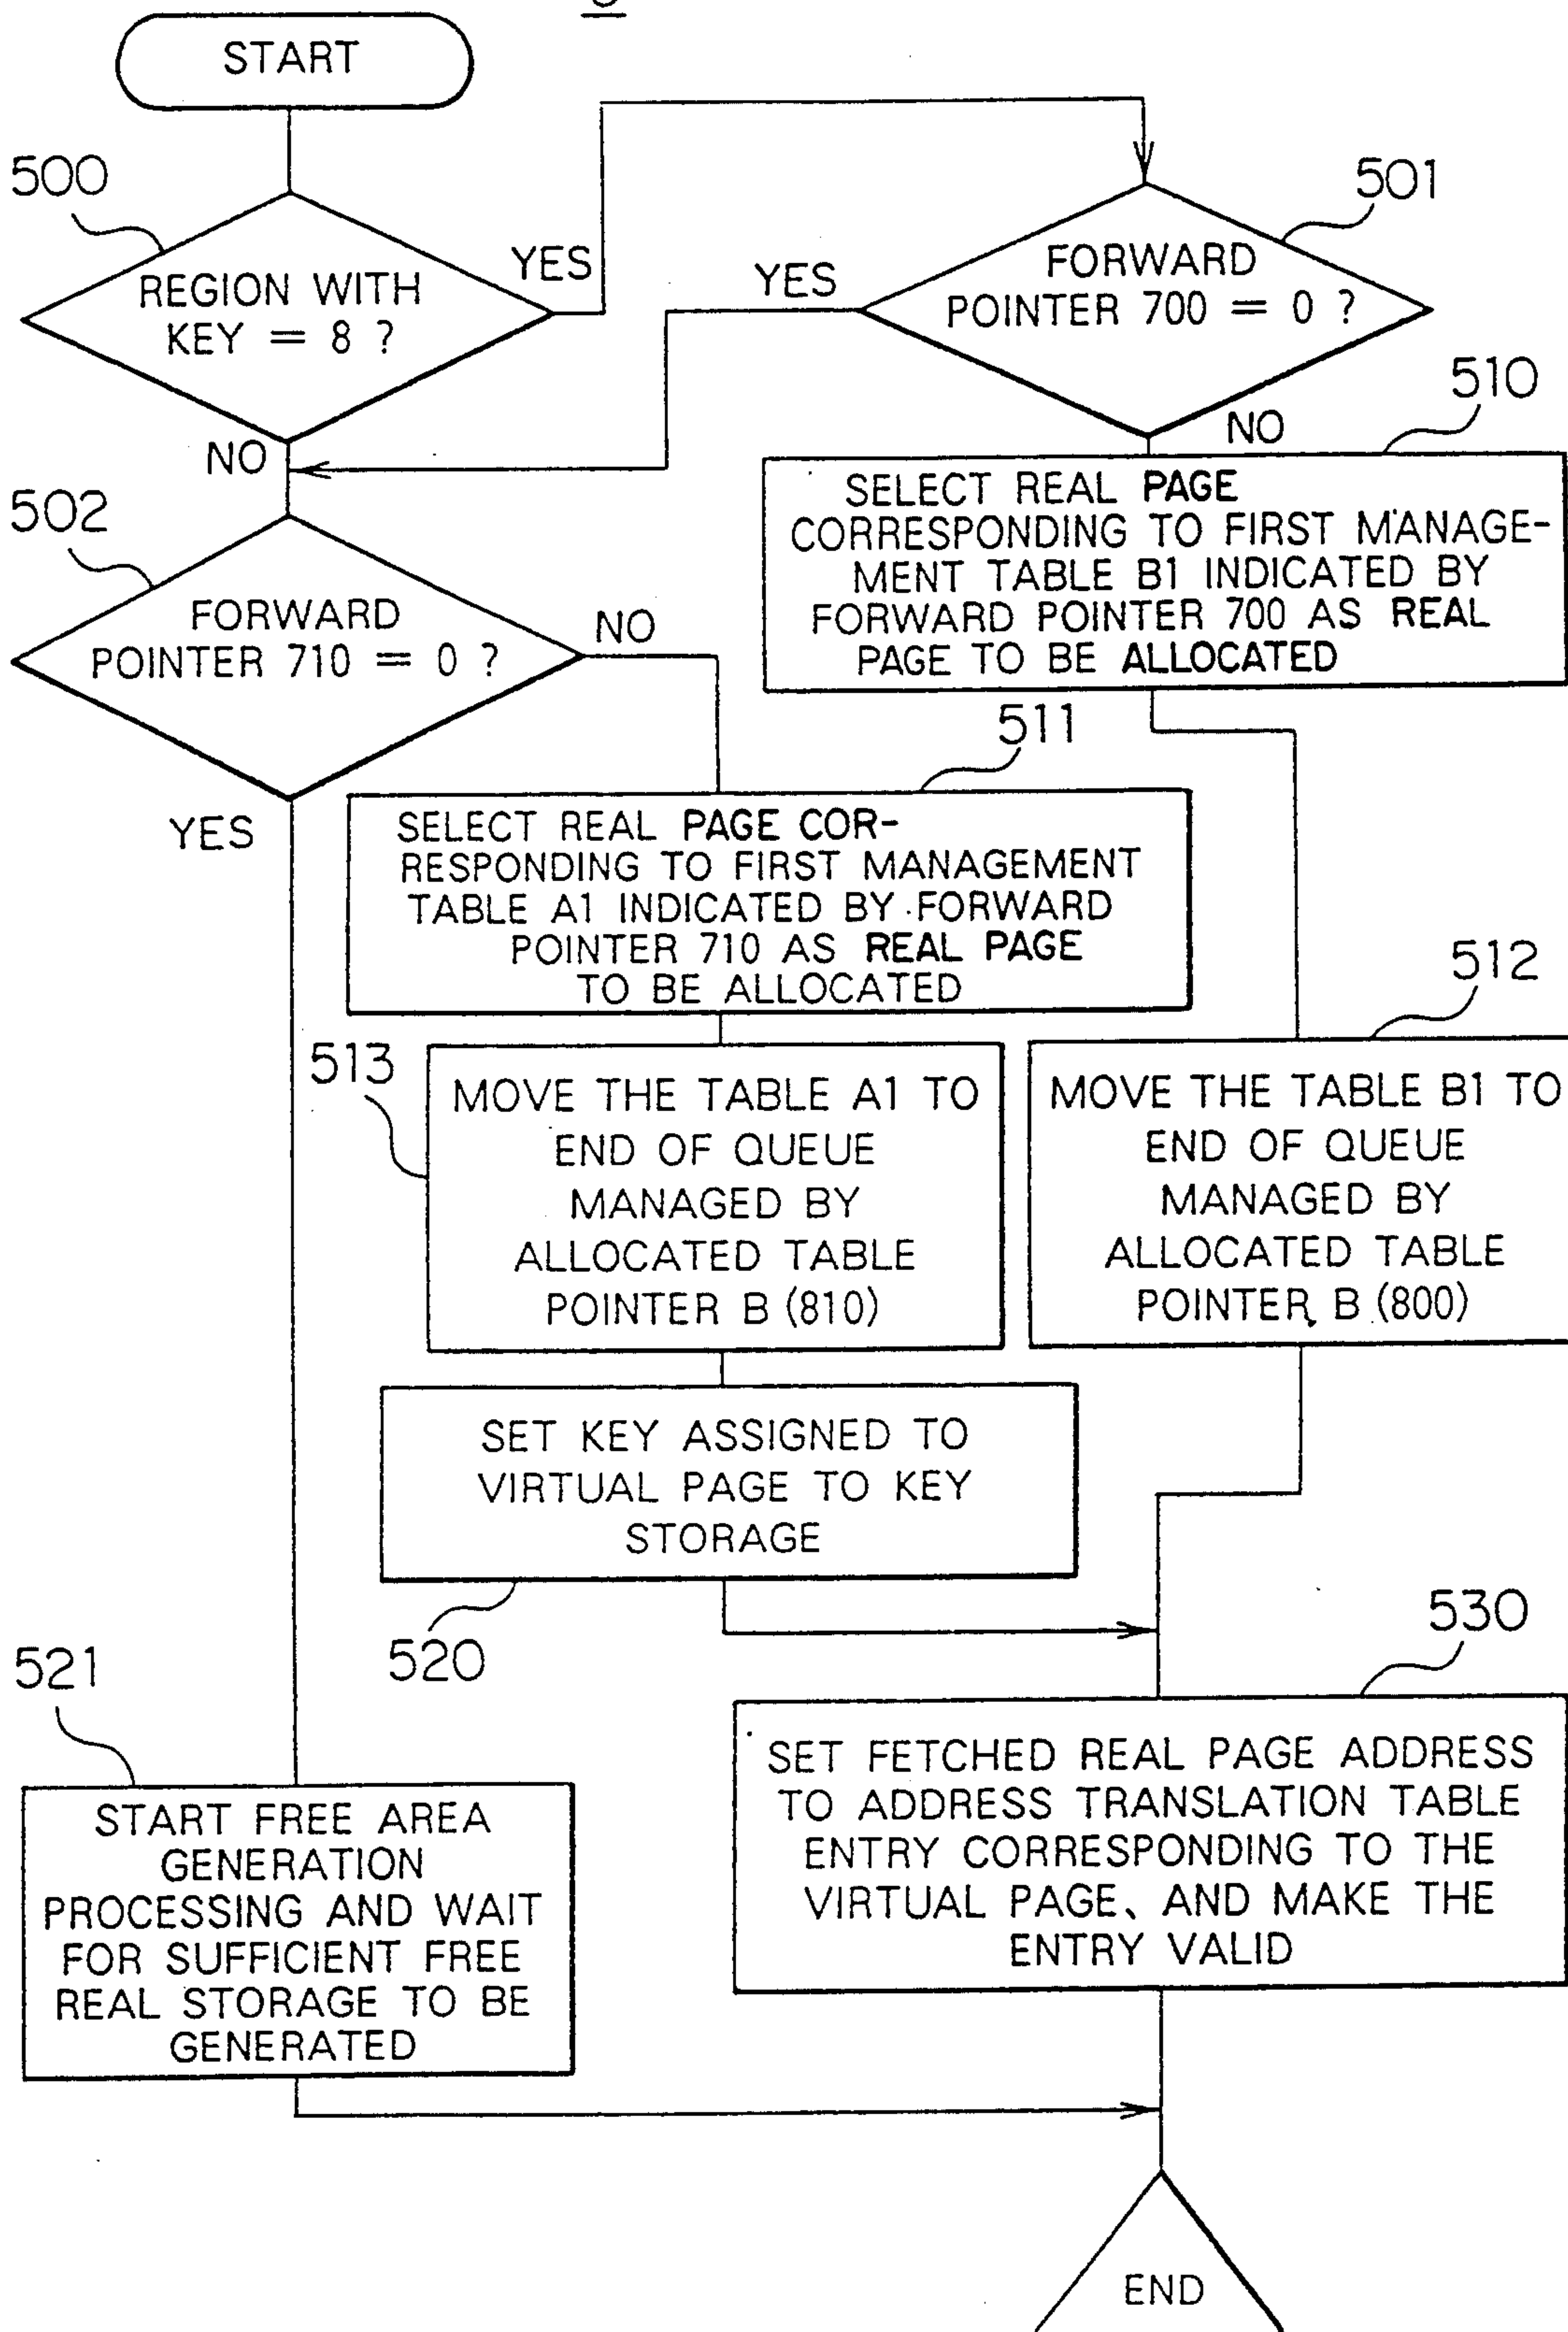 START
500
REGION WITH
KEY = 8 ?
YES
NO
501
FORWARD
POINTER 700 = 0 ?
YES
NO
510
SELECT REAL PAGE
CORRESPONDING TO FIRST MANAGE-
MENT TABLE B1 INDICATED BY
FORWARD POINTER 700 AS REAL
PAGE TO BE ALLOCATED
502
FORWARD
POINTER 710 = 0 ?
NO
YES
511
SELECT REAL PAGE COR-
RESPONDING TO FIRST MANAGEMENT
TABLE A1 INDICATED BY FORWARD
POINTER 710 AS REAL PAGE
TO BE ALLOCATED
513
MOVE THE TABLE A1 TO
END OF QUEUE
MANAGED BY
ALLOCATED TABLE
POINTER B (810)
512
MOVE THE TABLE B1 TO
END OF QUEUE
MANAGED BY
ALLOCATED TABLE
POINTER B (800)
SET KEY ASSIGNED TO
VIRTUAL PAGE TO KEY
STORAGE
520
530
SET FETCHED REAL PAGE ADDRESS
TO ADDRESS TRANSLATION TABLE
ENTRY CORRESPONDING TO THE
VIRTUAL PAGE, AND MAKE THE
ENTRY VALID
521
START FREE AREA
GENERATION
PROCESSING AND WAIT
FOR SUFFICIENT FREE
REAL STORAGE TO BE
GENERATED
END